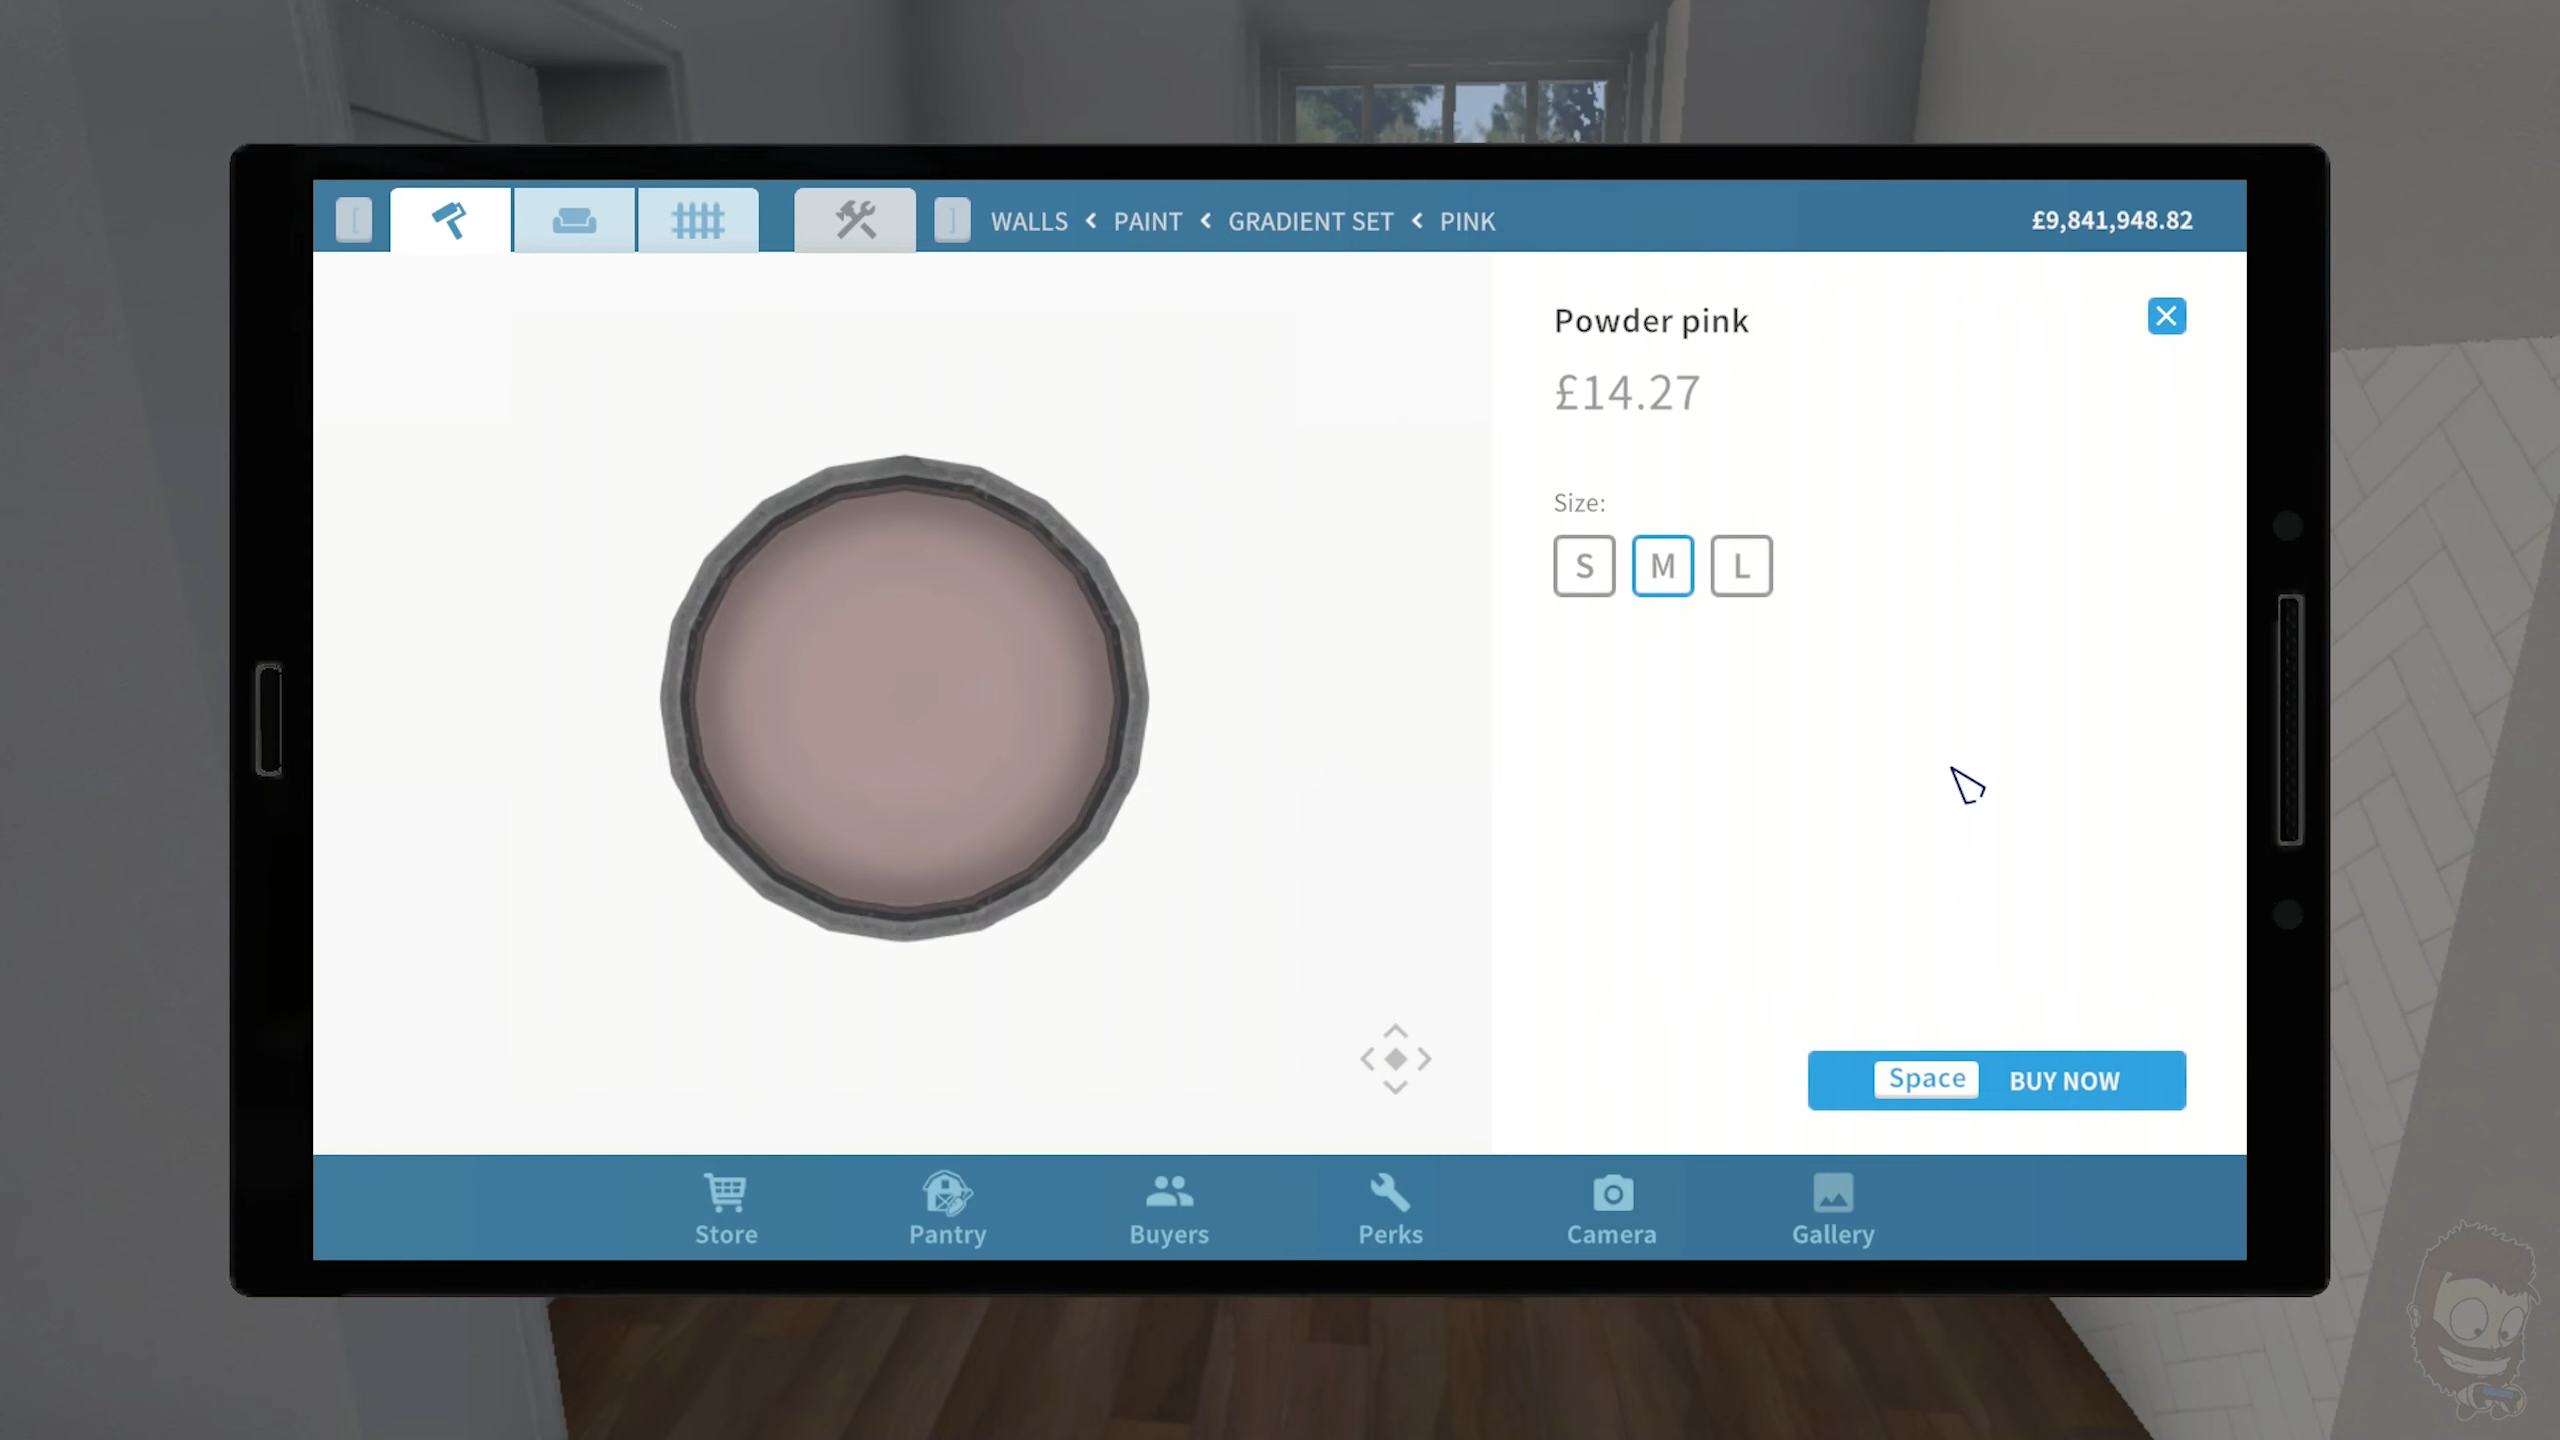 [
]
WALLS < PAINT < GRADIENT SET < PINK
£9,841,948.82
Powder pink
£14.27
Size:
S M L
Space BUY NOW
Store Pantry Buyers Perks Camera Gallery